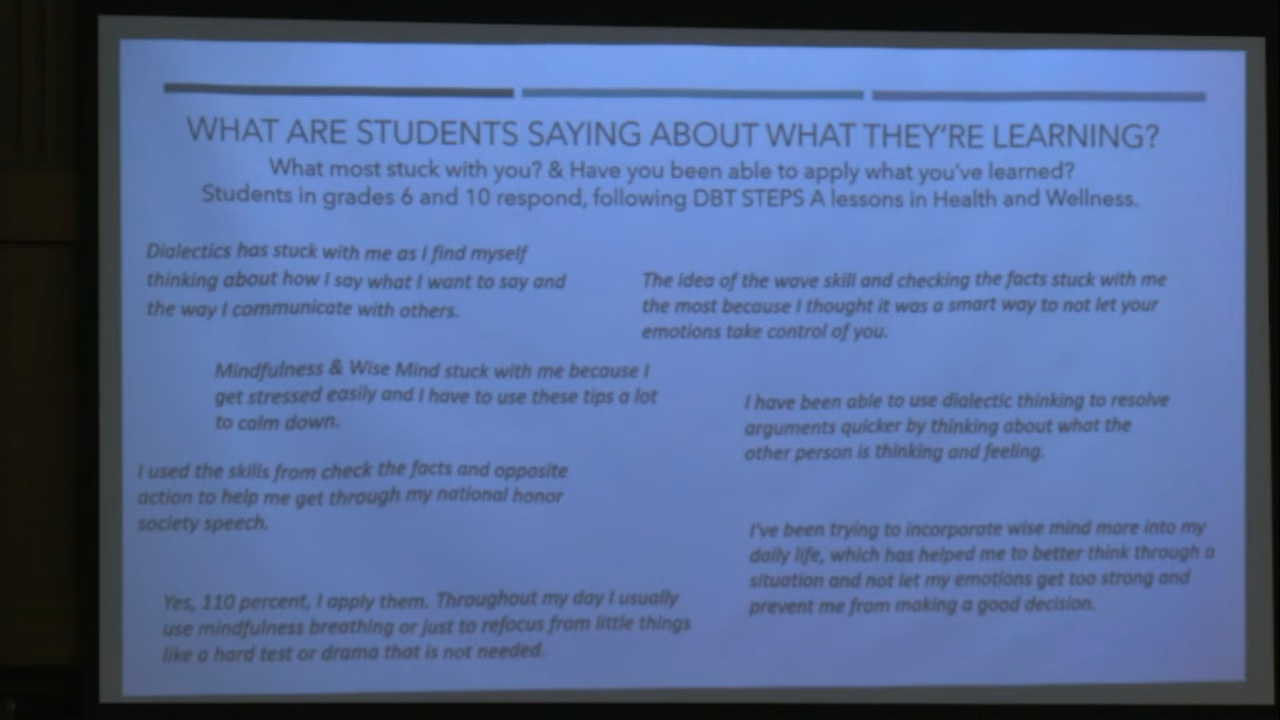 WHAT ARE STUDENTS SAYING ABOUT WHAT THEY'RE LEARNING?
What most stuck with you? & Have you been able to apply what you've learned?
Students in grades 6 and 10 respond, following DBT STEPS A lessons in Health and Wellness.
Dialectics has stuck with me as I find myself
thinking about how I say what I want to say and
the way I communicate with others.
The idea of the wave skill and checking the facts stuck with me
the most because I thought it was a smart way to not let your
emotions take control of you.
Mindfulness & Wise Mind stuck with me because I
get stressed easily and I have to use these tips a lot
to calm down.
I have been able to use dialectic thinking to resolve
arguments quicker by thinking about what the
other person is thinking and feeling.
I used the skills from check the facts and opposite
action to help me get through my national honor
society speech.
I've been trying to incorporate wise mind more into my
daily life, which has helped me to better think through a
situation and not let my emotions get too strong and
prevent me from making a good decision.
Yes, 110 percent, I apply them. Throughout my day I usually
use mindfulness breathing or just to refocus from little things
like a hard test or drama that is not needed.